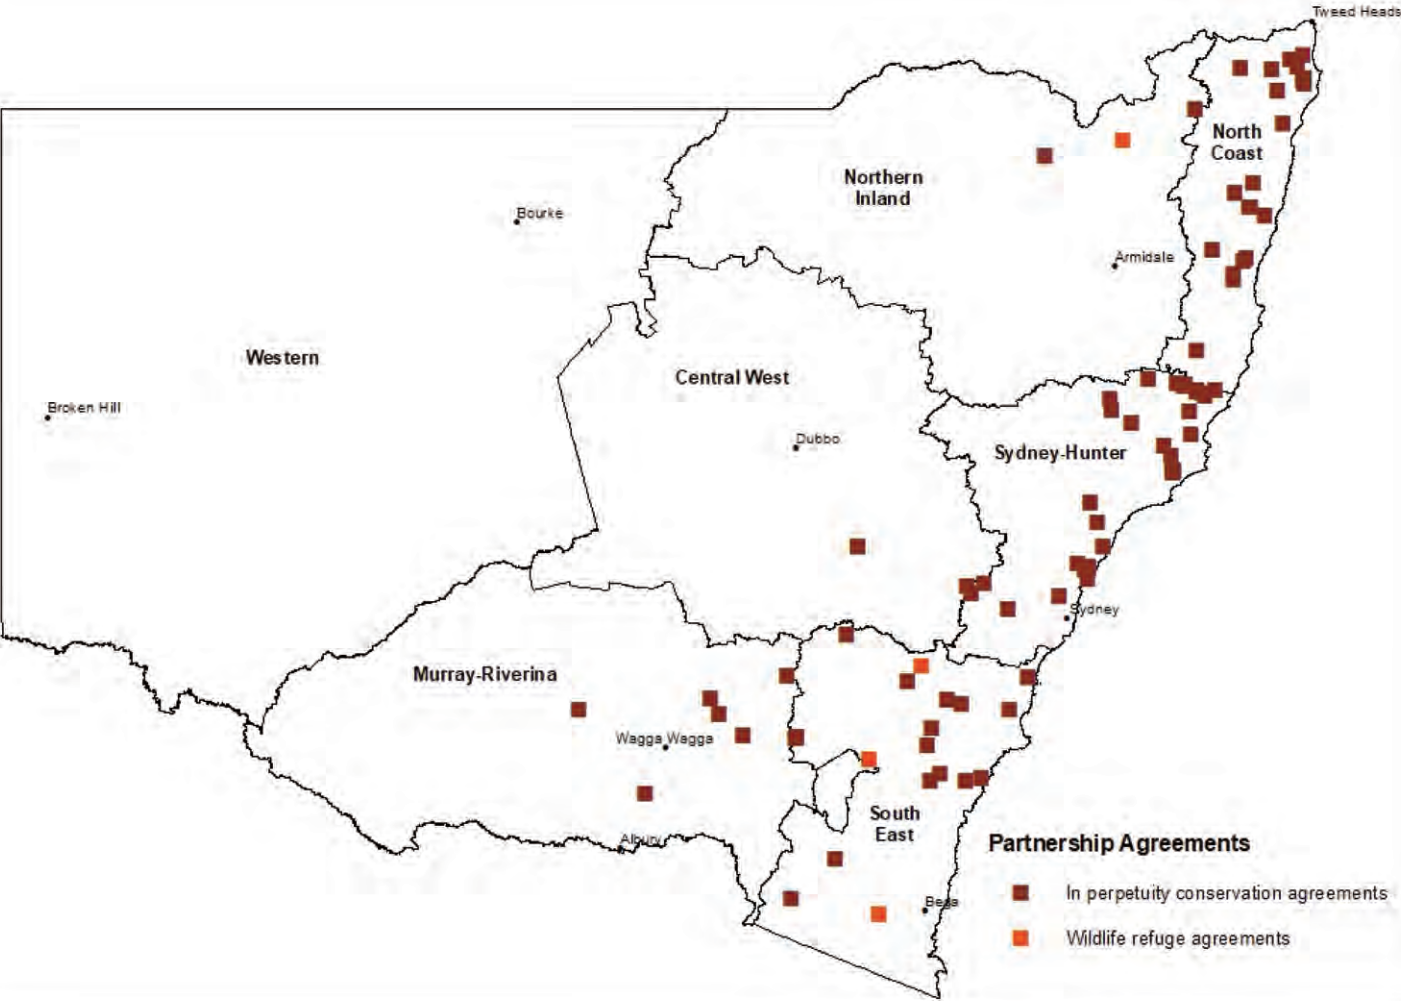 Tweed Heads
North
Coast
Northern
Inland
Bourke
Armidale
Western
Central West
Broken Hill
Dubbo
Sydney-Hunter
Sydney
Murray-Riverina
Wagga Wagga
South
East
Albury
Bega
Partnership Agreements
In perpetuity conservation agreements
Wildlife refuge agreements